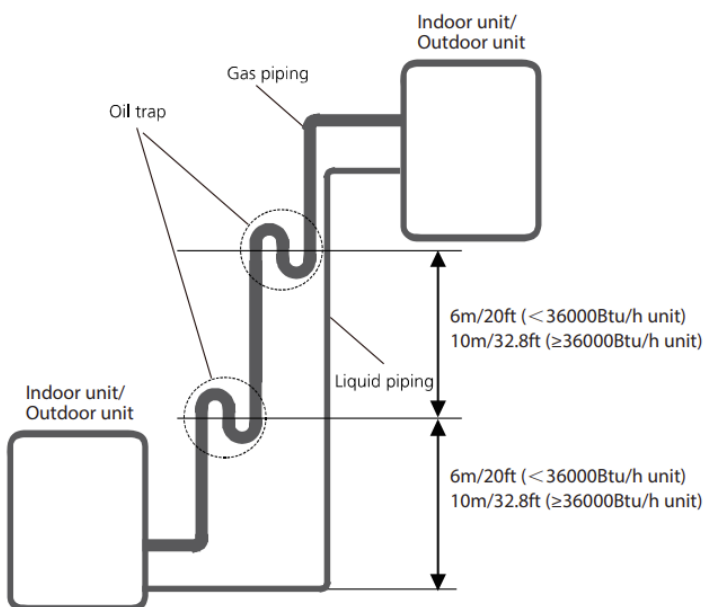 Indoor unit/
Outdoor unit
Gas piping
Oil trap
6m/20ft (<36000Btu/h unit)
10m/32.8ft (≥36000Btu/h unit)
Liquid piping
Indoor unit/
Outdoor unit
6m/20ft (<36000Btu/h unit)
10m/32.8ft (≥36000Btu/h unit)